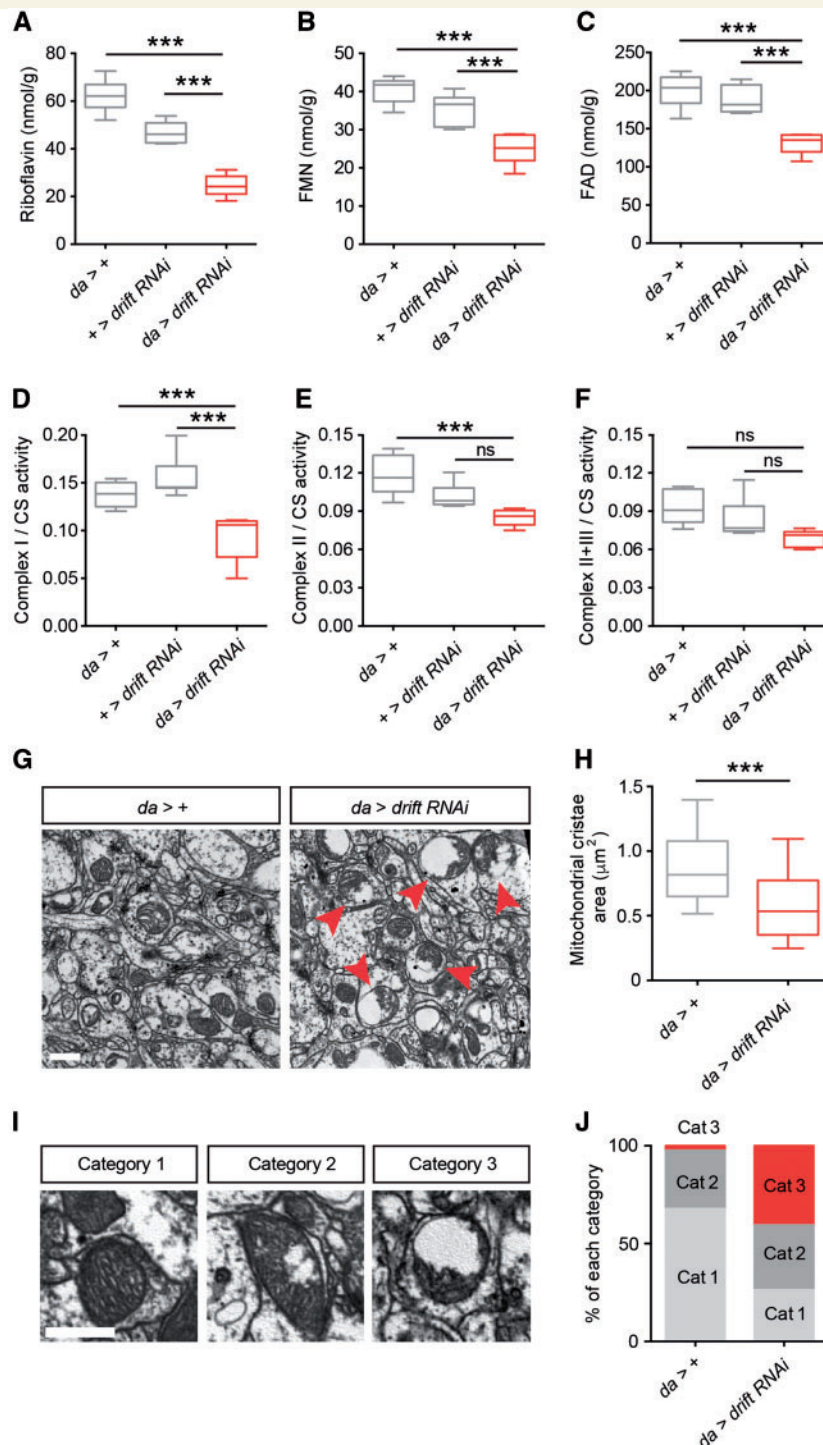 A
Riboflavin (nmol/g)
80
60
40
20
0
***
***
da > +
+ > drift RNAi
da > drift RNAi
B
FMN (nmol/g)
50
40
30
20
10
0
***
***
da > +
+ > drift RNAi
da > drift RNAi
C
FAD (nmol/g)
250
200
150
100
50
0
***
***
da > +
+ > drift RNAi
da > drift RNAi
D
Complex I / CS activity
0.20
0.15
0.10
0.05
0.00
***
***
da > +
+ > drift RNAi
da > drift RNAi
E
Complex II / CS activity
0.15
0.12
0.09
0.06
0.03
0.00
***
ns
da > +
+ > drift RNAi
da > drift RNAi
F
Complex II+III / CS activity
0.15
0.12
0.09
0.06
0.03
0.00
ns
ns
da > +
+ > drift RNAi
da > drift RNAi
G
da > +
da > drift RNAi
H
Mitochondrial cristae
area (μm²)
1.5
1.0
0.5
0
***
da > +
da > drift RNAi
I
Category 1
Category 2
Category 3
J
% of each category
100
50
0
Cat 3
Cat 2
Cat 1
Cat 3
Cat 2
Cat 1
da > +
da > drift RNAi